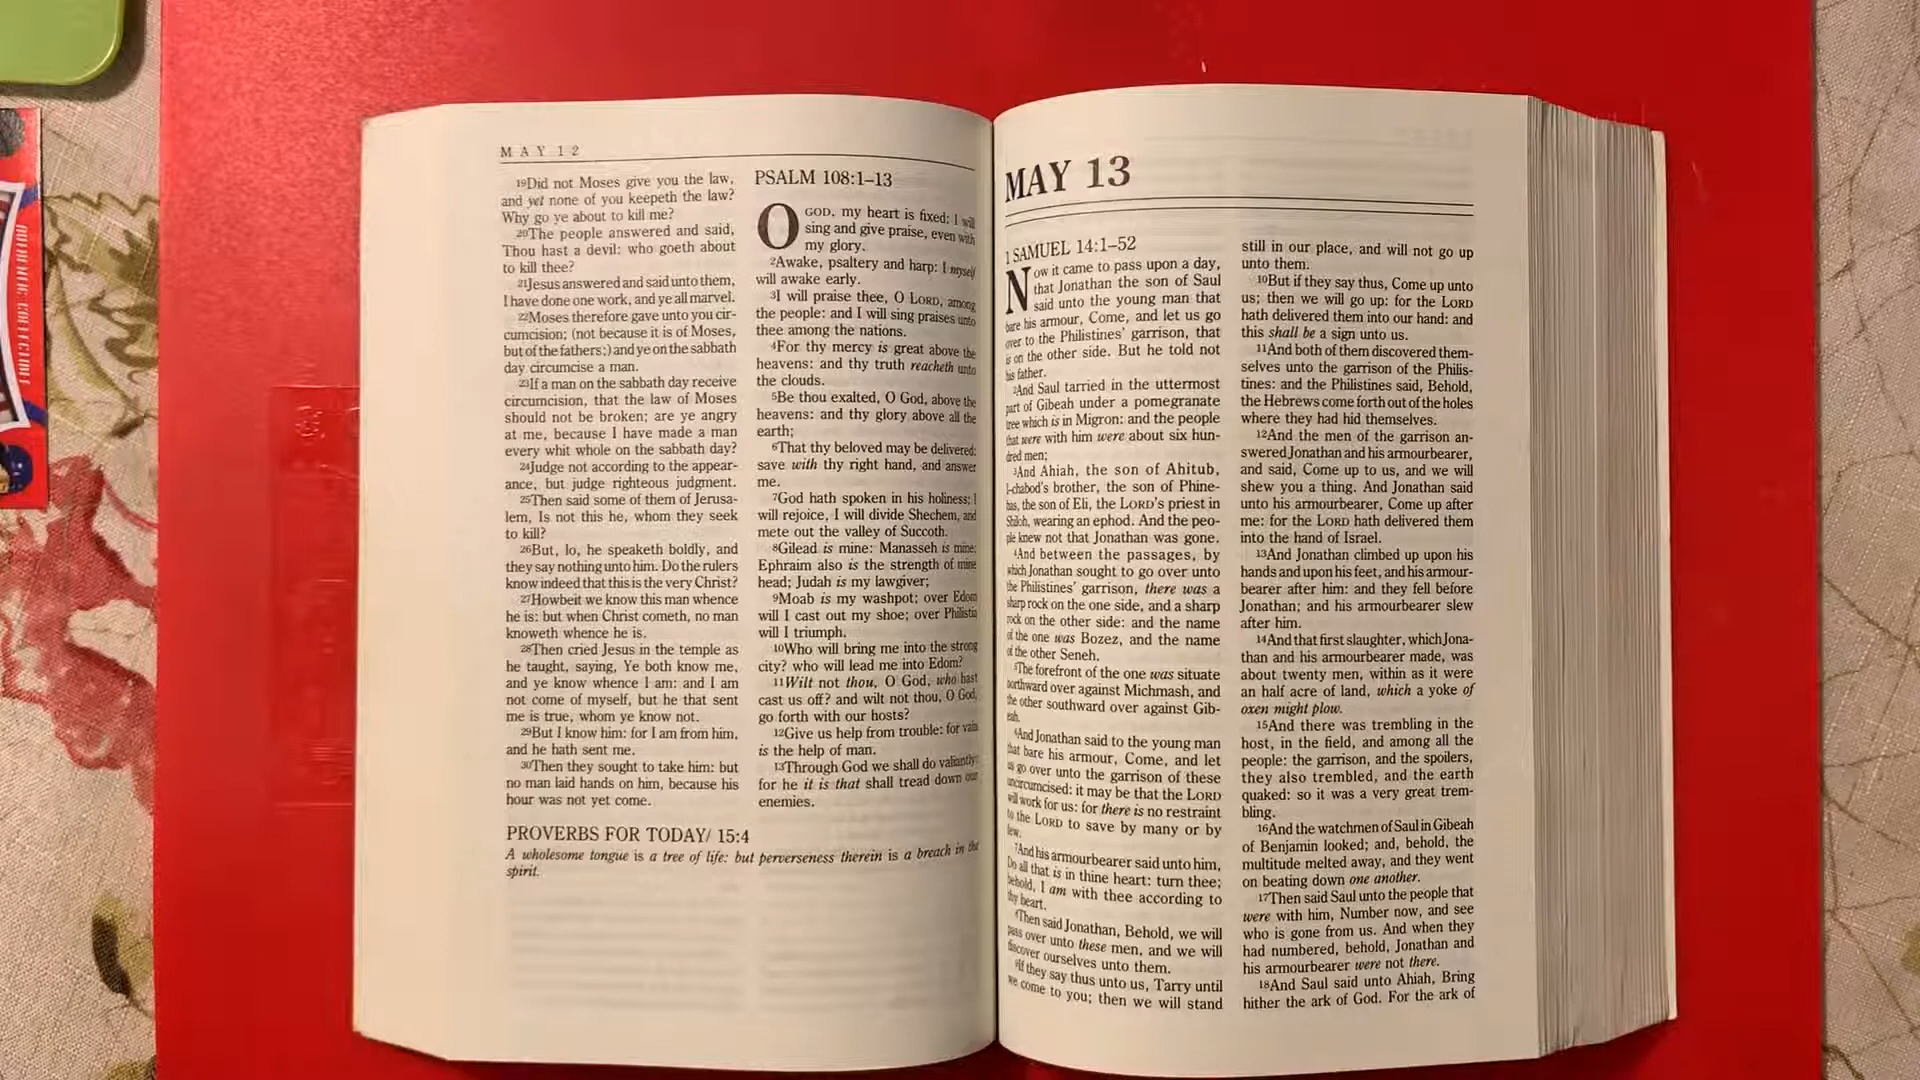 MAY 12
19Did not Moses give you the law,
and yet none of you keepeth the law?
Why go ye about to kill me?
20The people answered and said,
Thou hast a devil: who goeth about
to kill thee?
21Jesus answered and said unto them,
I have done one work, and ye all marvel.
22Moses therefore gave unto you cir-
cumcision; (not because it is of Moses,
but of the fathers;) and ye on the sabbath
day circumcise a man.
23If a man on the sabbath day receive
circumcision, that the law of Moses
should not be broken; are ye angry
at me, because I have made a man
every whit whole on the sabbath day?
24Judge not according to the appear-
ance, but judge righteous judgment.
25Then said some of them of Jerusa-
lem, Is not this he, whom they seek
to kill?
26But, lo, he speaketh boldly, and
they say nothing unto him. Do the rulers
know indeed that this is the very Christ?
27Howbeit we know this man whence
he is: but when Christ cometh, no man
knoweth whence he is.
28Then cried Jesus in the temple as
he taught, saying, Ye both know me,
and ye know whence I am: and I am
not come of myself, but he that sent
me is true, whom ye know not.
29But I know him: for I am from him,
and he hath sent me.
30Then they sought to take him: but
no man laid hands on him, because his
hour was not yet come.
PSALM 108:1–13
O GOD, my heart is fixed; I will
sing and give praise, even with
my glory.
2Awake, psaltery and harp: I myself
will awake early.
3I will praise thee, O LORD, among
the people: and I will sing praises unto
thee among the nations.
4For thy mercy is great above the
heavens: and thy truth reacheth unto
the clouds.
5Be thou exalted, O God, above the
heavens: and thy glory above all the
earth;
6That thy beloved may be delivered:
save with thy right hand, and answer
me.
7God hath spoken in his holiness; I
will rejoice, I will divide Shechem, and
mete out the valley of Succoth.
8Gilead is mine; Manasseh is mine;
Ephraim also is the strength of mine
head; Judah is my lawgiver;
9Moab is my washpot; over Edom
will I cast out my shoe; over Philistia
will I triumph.
10Who will bring me into the strong
city? who will lead me into Edom?
11Wilt not thou, O God, who hast
cast us off? and wilt not thou, O God,
go forth with our hosts?
12Give us help from trouble: for vain
is the help of man.
13Through God we shall do valiantly:
for he it is that shall tread down our
enemies.
PROVERBS FOR TODAY/ 15:4
A wholesome tongue is a tree of life: but perverseness therein is a breach in the
spirit.
MAY 13
1 SAMUEL 14:1–52
Now it came to pass upon a day,
that Jonathan the son of Saul
said unto the young man that
bare his armour, Come, and let us go
over to the Philistines' garrison, that
is on the other side. But he told not
his father.
2And Saul tarried in the uttermost
part of Gibeah under a pomegranate
tree which is in Migron: and the people
that were with him were about six hun-
dred men;
3And Ahiah, the son of Ahitub,
I-chabod's brother, the son of Phine-
has, the son of Eli, the LORD's priest in
Shiloh, wearing an ephod. And the peo-
ple knew not that Jonathan was gone.
4And between the passages, by
which Jonathan sought to go over unto
the Philistines' garrison, there was a
sharp rock on the one side, and a sharp
rock on the other side: and the name
of the one was Bozez, and the name
of the other Seneh.
5The forefront of the one was situate
northward over against Michmash, and
the other southward over against Gib-
eah.
6And Jonathan said to the young man
that bare his armour, Come, and let
us go over unto the garrison of these
uncircumcised: it may be that the LORD
will work for us: for there is no restraint
to the LORD to save by many or by
few.
7And his armourbearer said unto him,
Do all that is in thine heart: turn thee;
behold, I am with thee according to
thy heart.
8Then said Jonathan, Behold, we will
pass over unto these men, and we will
discover ourselves unto them.
9If they say thus unto us, Tarry until
we come to you; then we will stand
still in our place, and will not go up
unto them.
10But if they say thus, Come up unto
us; then we will go up: for the LORD
hath delivered them into our hand: and
this shall be a sign unto us.
11And both of them discovered them-
selves unto the garrison of the Philis-
tines: and the Philistines said, Behold,
the Hebrews come forth out of the holes
where they had hid themselves.
12And the men of the garrison an-
swered Jonathan and his armourbearer,
and said, Come up to us, and we will
shew you a thing. And Jonathan said
unto his armourbearer, Come up after
me: for the LORD hath delivered them
into the hand of Israel.
13And Jonathan climbed up upon his
hands and upon his feet, and his armour-
bearer after him: and they fell before
Jonathan; and his armourbearer slew
after him.
14And that first slaughter, which Jona-
than and his armourbearer made, was
about twenty men, within as it were
an half acre of land, which a yoke of
oxen might plow.
15And there was trembling in the
host, in the field, and among all the
people: the garrison, and the spoilers,
they also trembled, and the earth
quaked: so it was a very great trem-
bling.
16And the watchmen of Saul in Gibeah
of Benjamin looked; and, behold, the
multitude melted away, and they went
on beating down one another.
17Then said Saul unto the people that
were with him, Number now, and see
who is gone from us. And when they
had numbered, behold, Jonathan and
his armourbearer were not there.
18And Saul said unto Ahiah, Bring
hither the ark of God. For the ark of